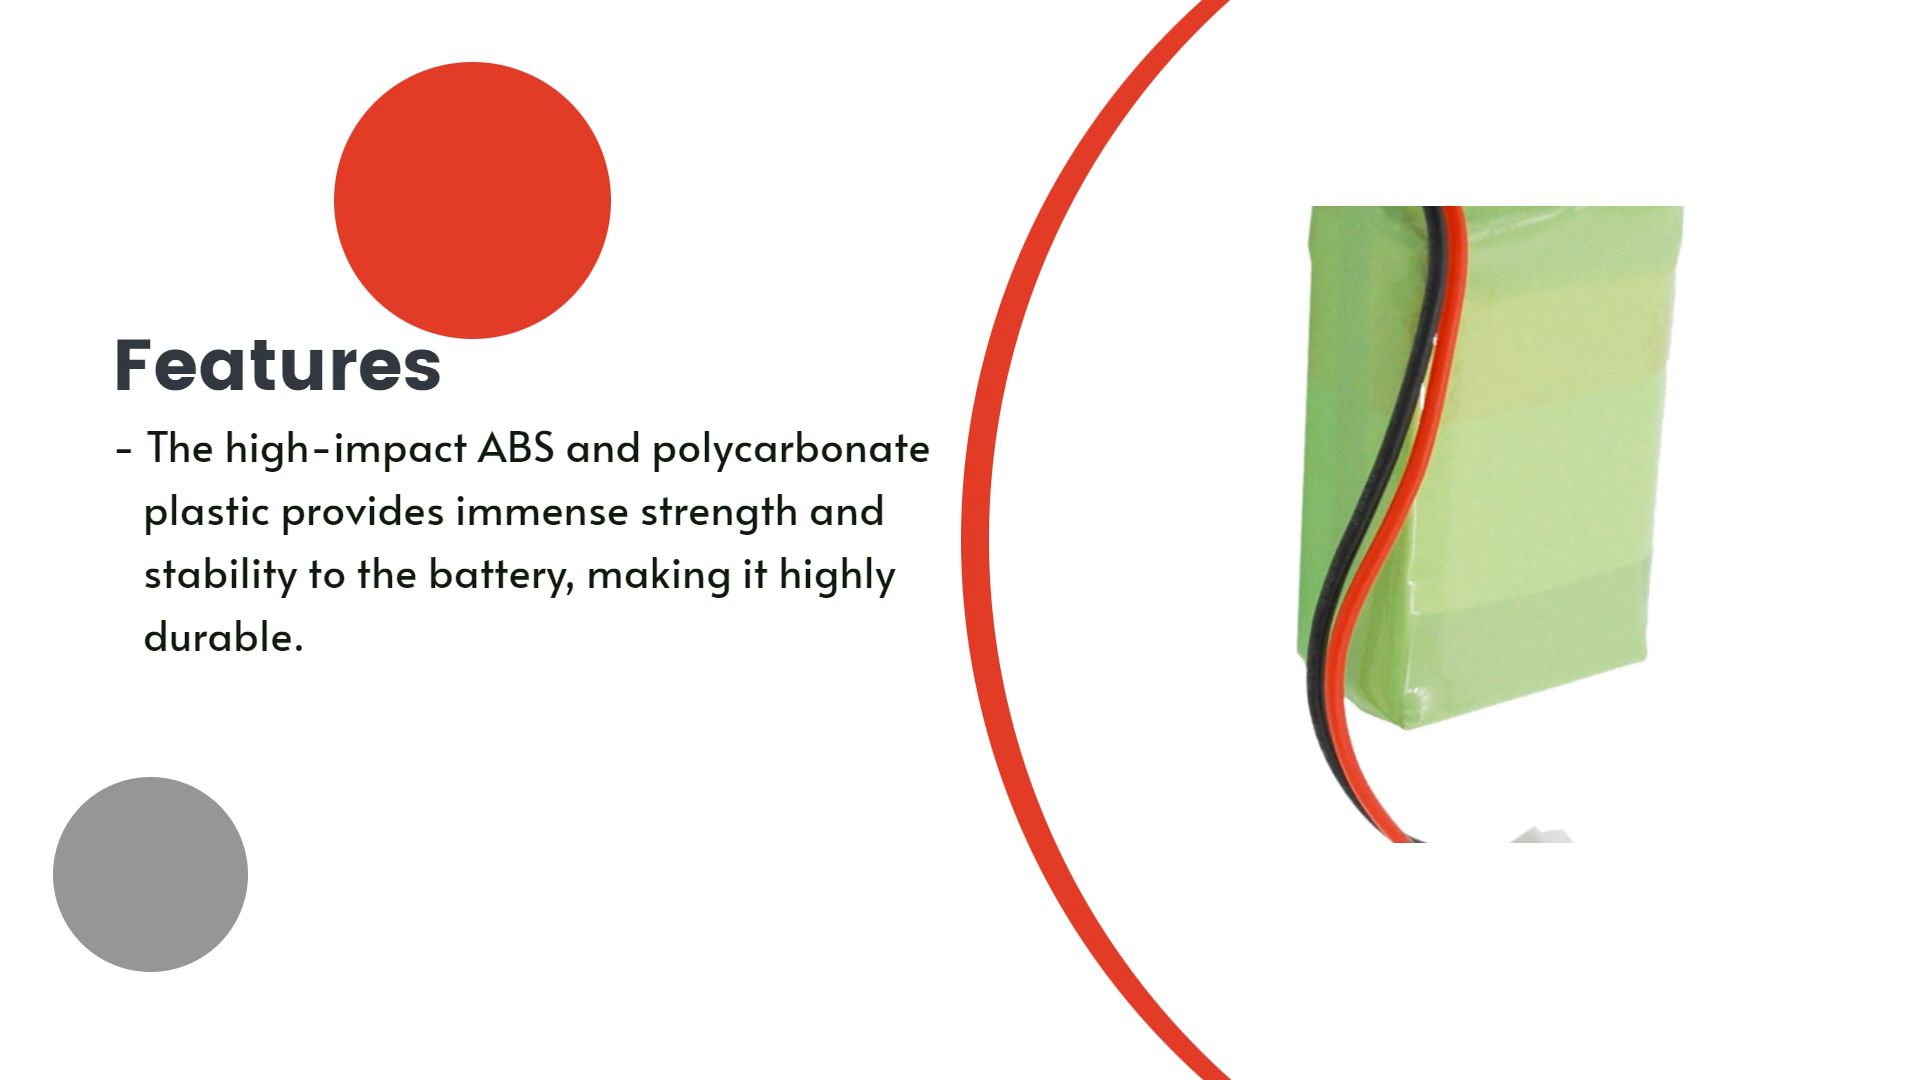 Features
- The high-impact ABS and polycarbonate
plastic provides immense strength and
stability to the battery, making it highly
durable.